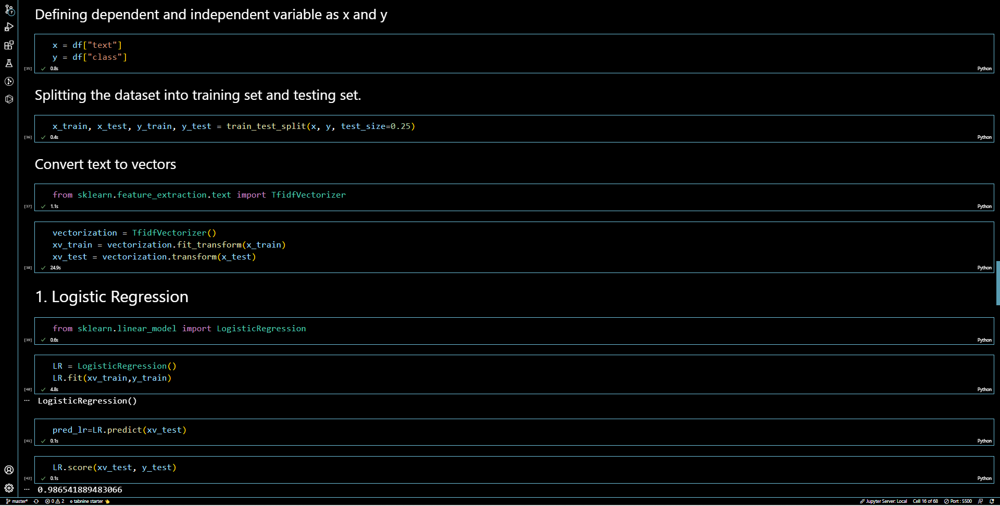 7
Defining dependent and independent variable as x and y
x = df["text"]
y = df["class"]
[35] 0.8s Python
Splitting the dataset into training set and testing set.
x_train, x_test, y_train, y_test = train_test_split(x, y, test_size=0.25)
[36] 0.4s Python
Convert text to vectors
from sklearn.feature_extraction.text import TfidfVectorizer
[37] 1.1s Python
vectorization = TfidfVectorizer()
xv_train = vectorization.fit_transform(x_train)
xv_test = vectorization.transform(x_test)
[38] 24.9s Python
1. Logistic Regression
from sklearn.linear_model import LogisticRegression
[39] 0.6s Python
LR = LogisticRegression()
LR.fit(xv_train,y_train)
[40] 4.8s Python
... LogisticRegression()
pred_lr=LR.predict(xv_test)
[41] 0.1s Python
LR.score(xv_test, y_test)
[42] 0.1s Python
... 0.986541889483066
master* 0 2 tabnine starter Jupyter Server: Local Cell 16 of 68 Port : 5500